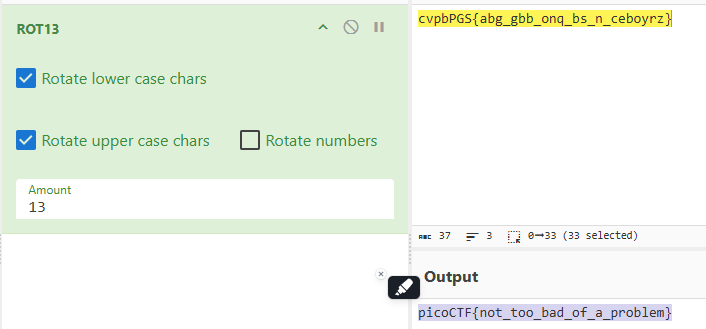 ROT13
Rotate lower case chars
Rotate upper case chars
Rotate numbers
Amount
13
cvpbPGS{abg_gbb_onq_bs_n_ceboyrz}
ABC 37
3
0→33 (33 selected)
Output
picoCTF{not_too_bad_of_a_problem}